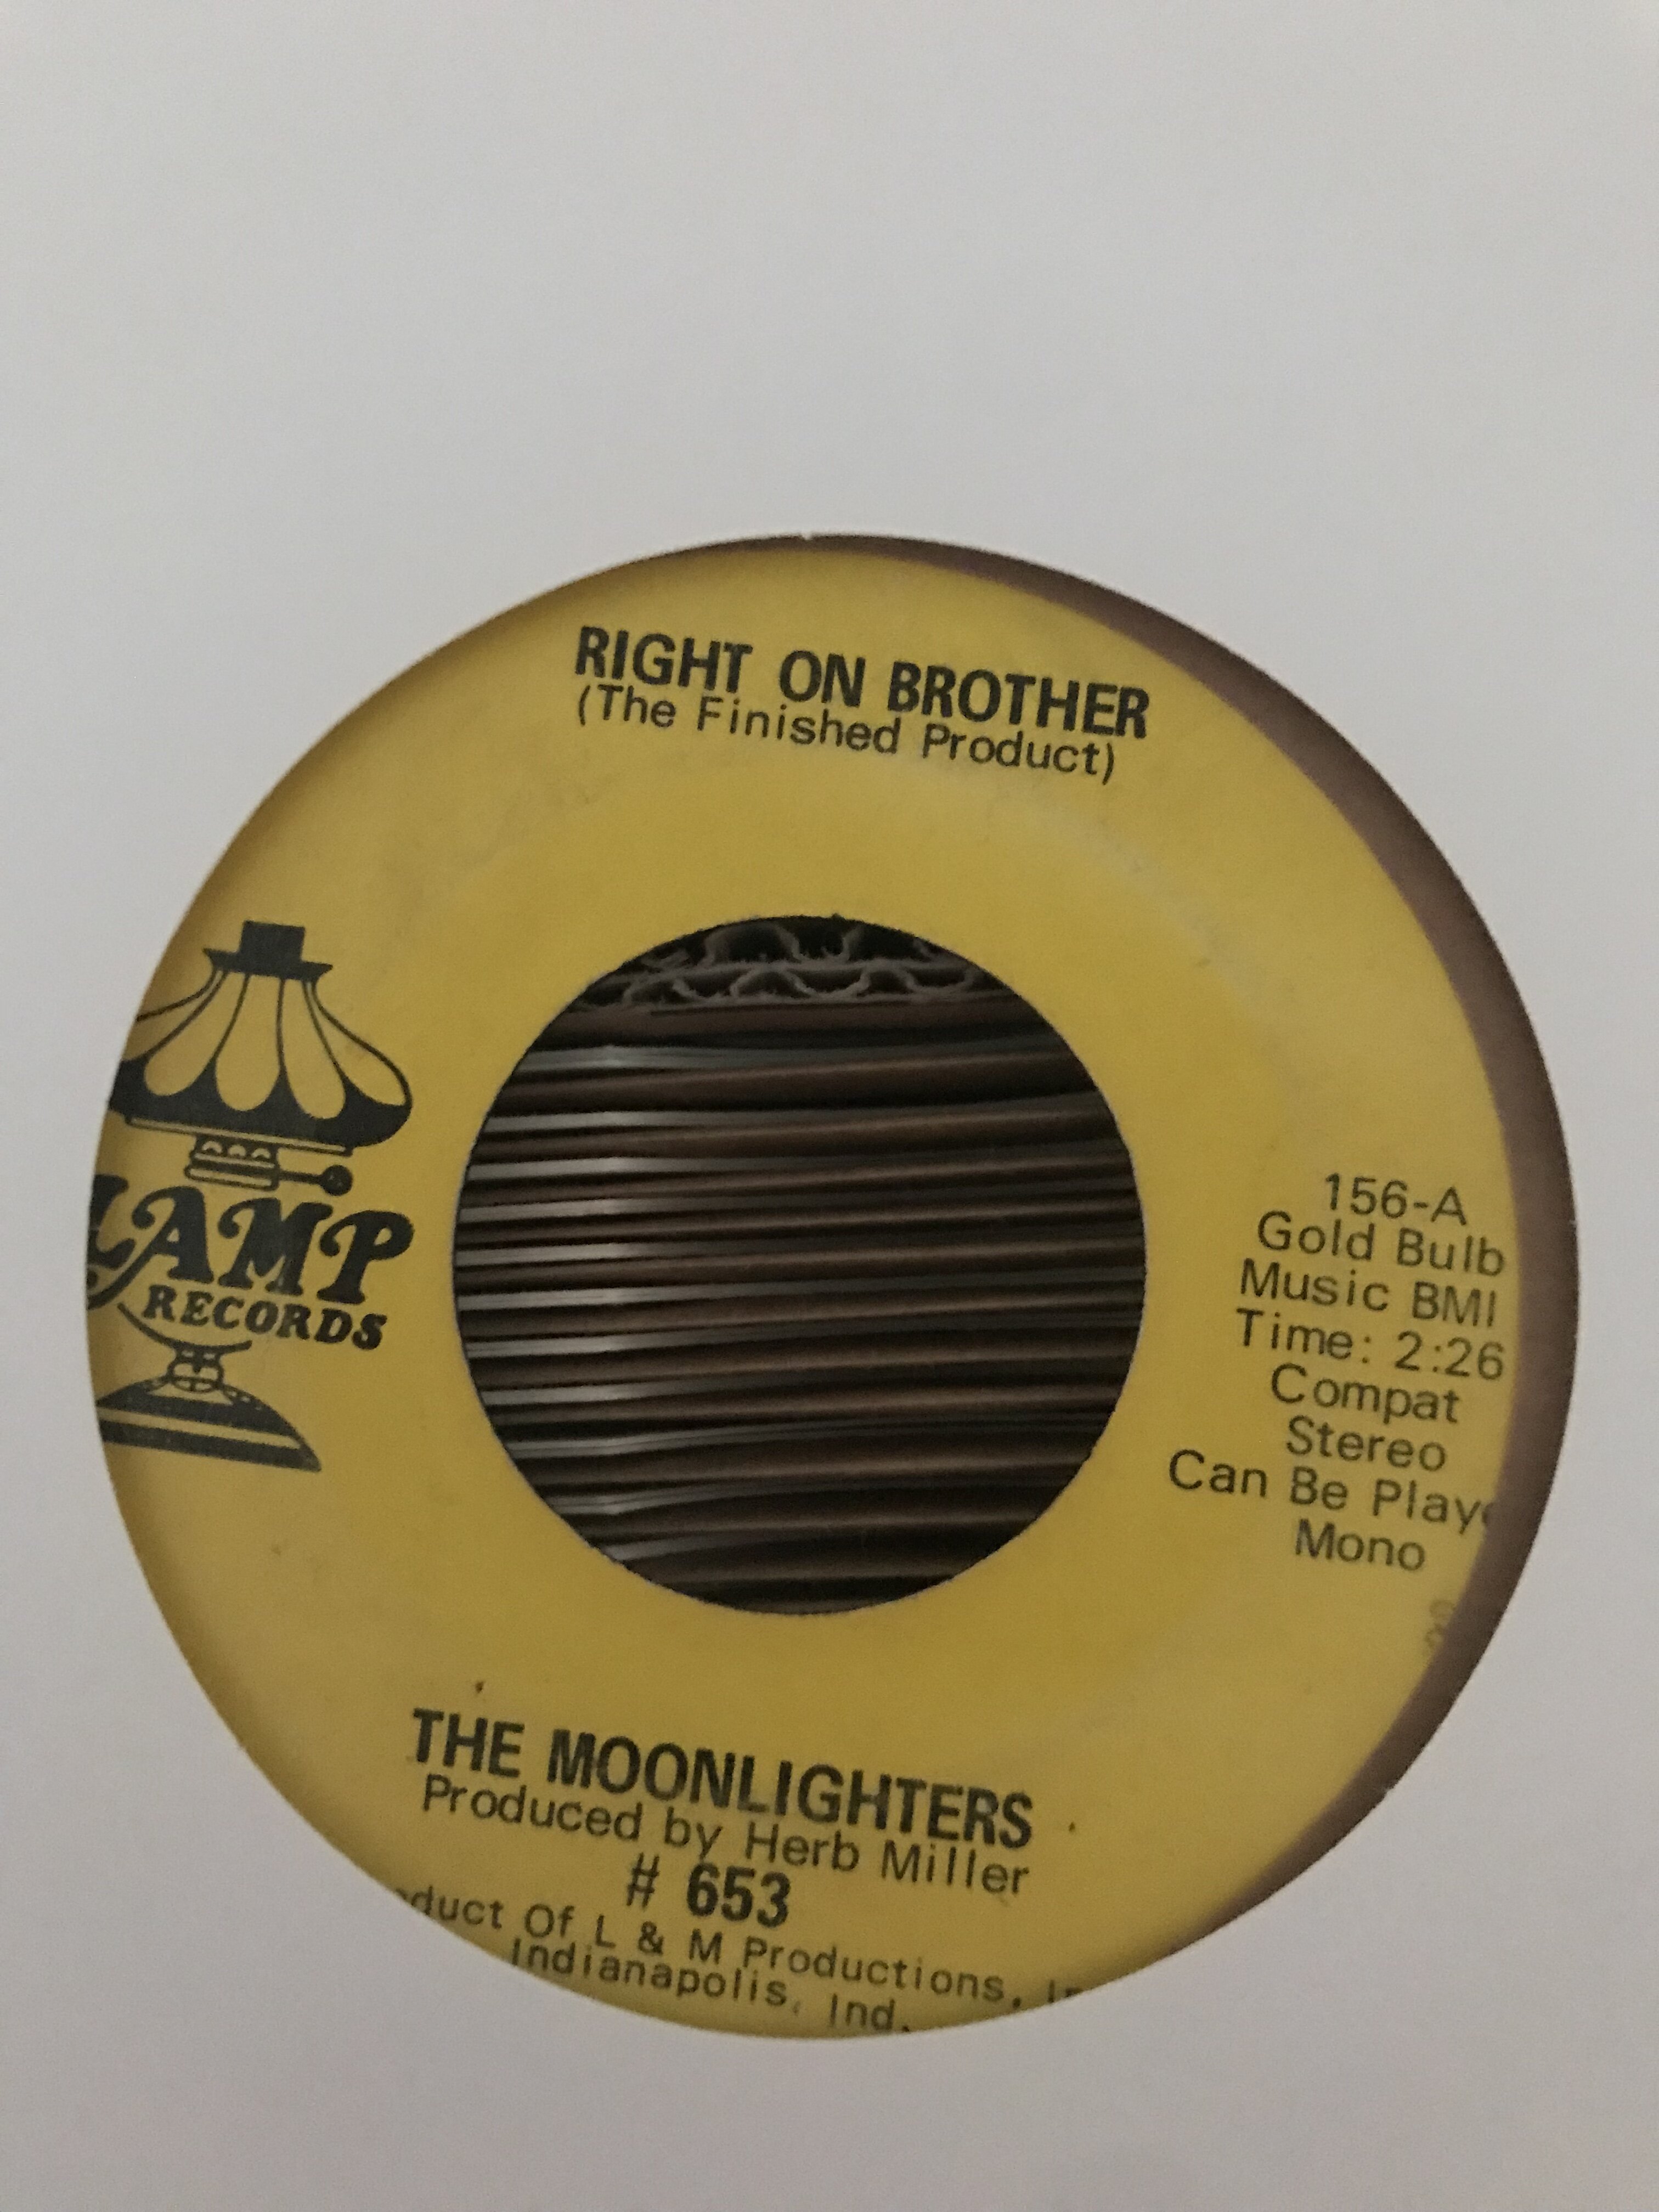 RIGHT ON BROTHER
(The Finished Product)
LAMP
RECORDS
156-A
Gold Bulb
Music BMI
Time: 2:26
Compat
Stereo
Can Be Play
Mono
THE MOONLIGHTERS
Produced by Herb Miller
# 653
duct Of L & M Productions, In
Indianapolis, Ind.